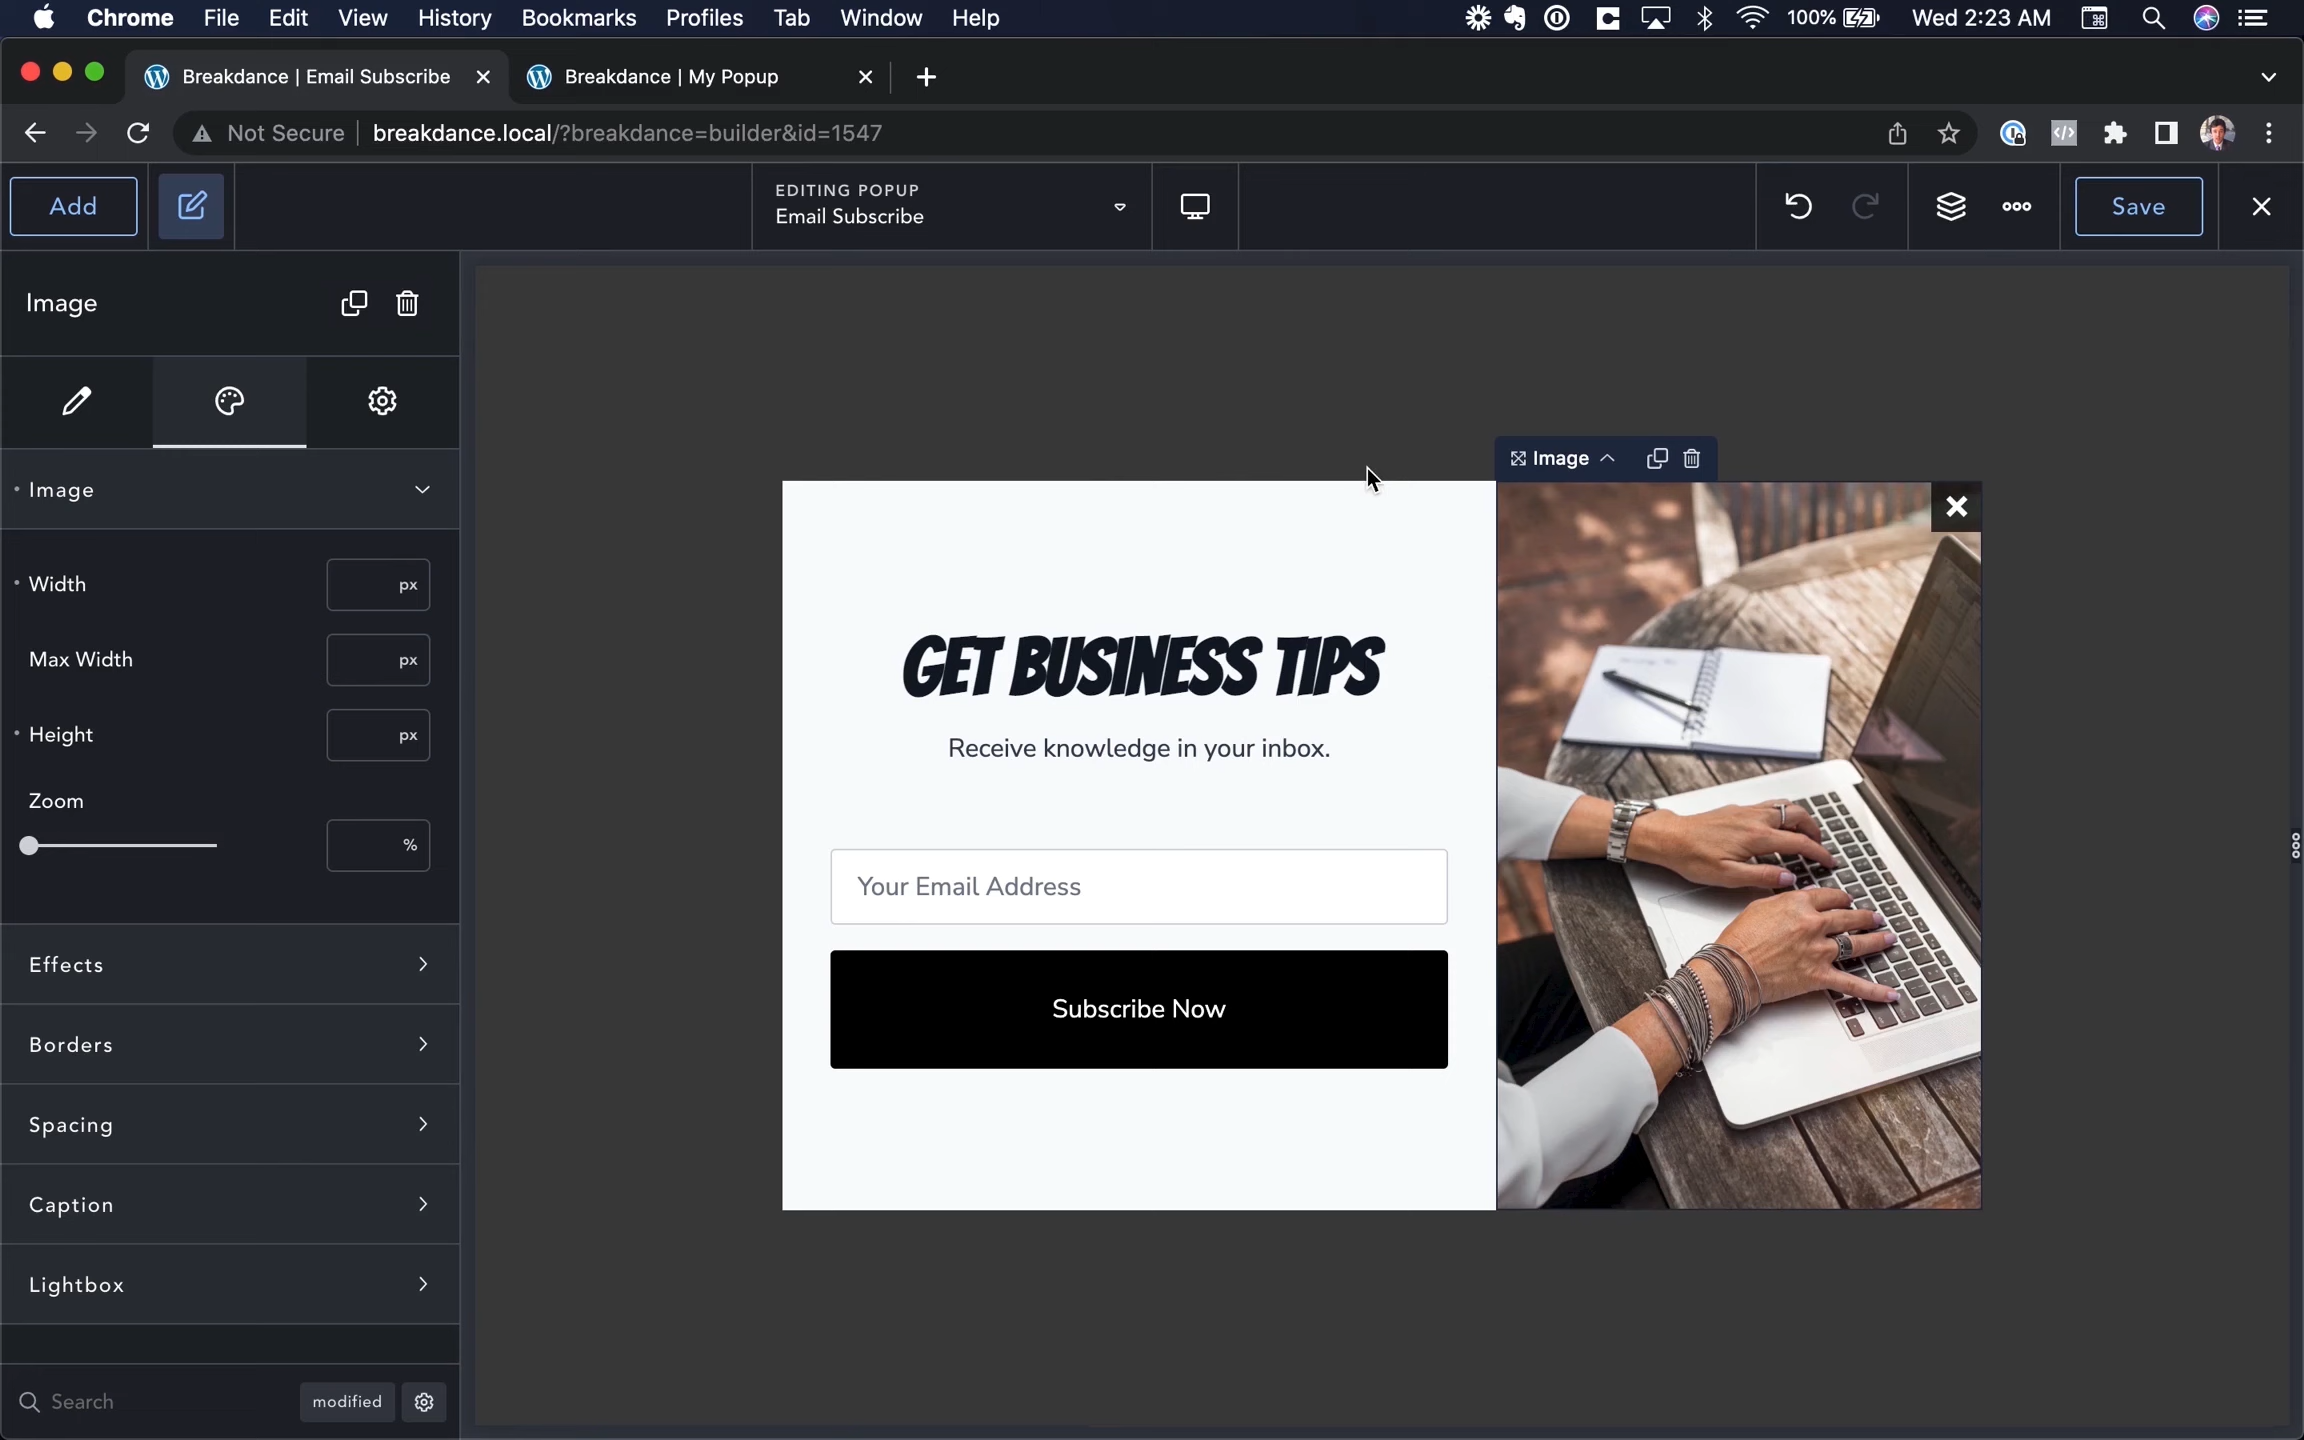 Chrome File Edit View History Bookmarks Profiles Tab Window Help 100% Wed 2:23 AM
Breakdance | Email Subscribe Breakdance | My Popup
Not Secure breakdance.local/?breakdance=builder&id=1547
Add
EDITING POPUP
Email Subscribe
Save
Image
Image
Width px
Max Width px
Height px
Zoom
%
Effects
Borders
Spacing
Caption
Lightbox
Search modified
Image
GET BUSINESS TIPS
Receive knowledge in your inbox.
Your Email Address
Subscribe Now